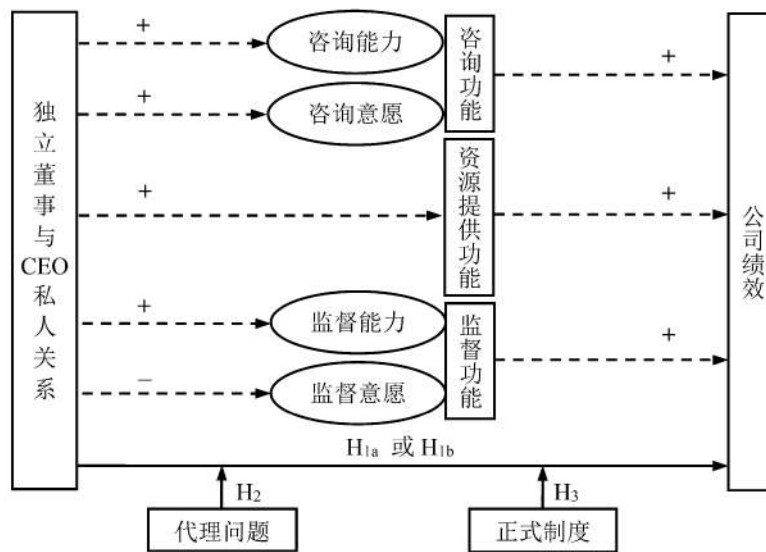 独立董事与CEO私人关系
+
咨询能力
+
咨询意愿
咨询功能
+
+
资源提供功能
+
+
监督能力
−
监督意愿
监督功能
+
公司绩效
H1a 或 H1b
H2
H3
代理问题
正式制度